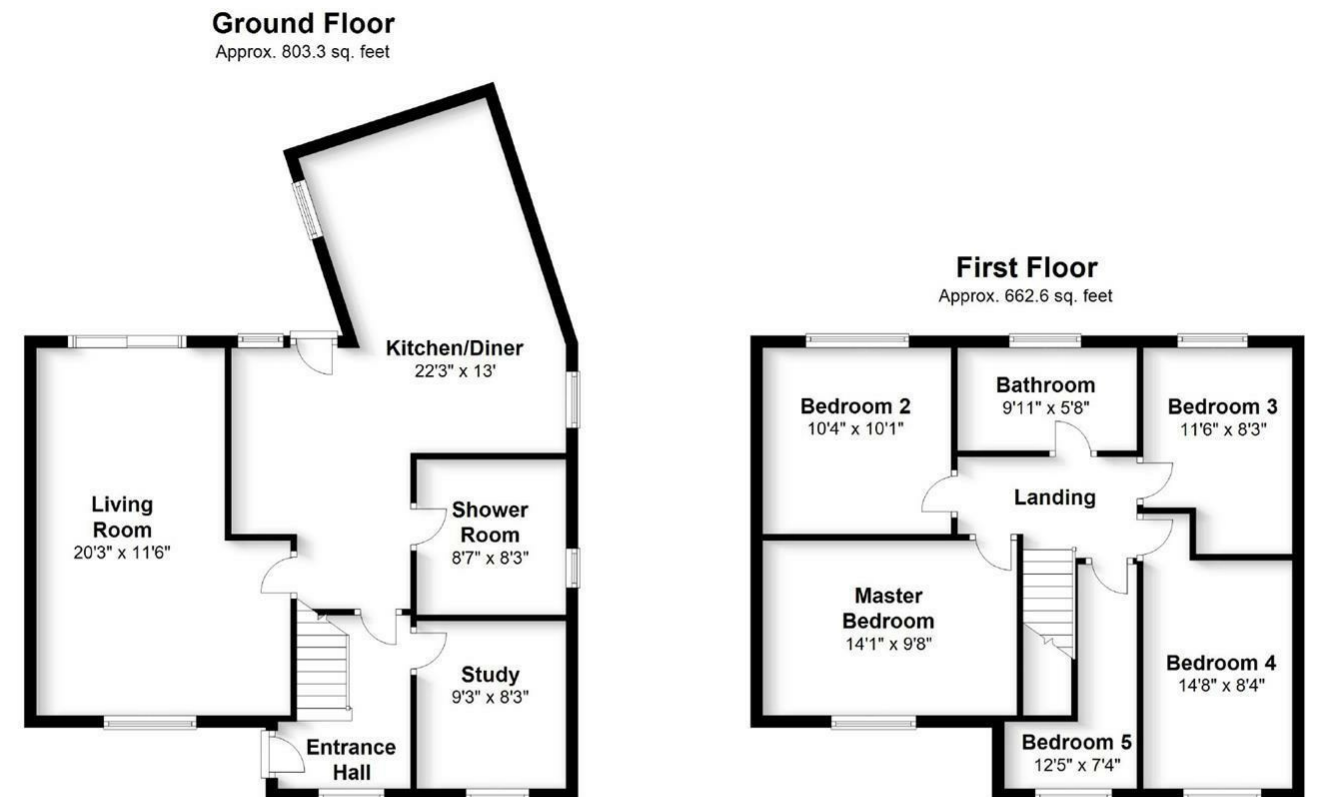 Ground Floor
Approx. 803.3 sq. feet
Kitchen/Diner
22'3" x 13'
Living
Room
20'3" x 11'6"
Shower
Room
8'7" x 8'3"
Study
9'3" x 8'3"
Entrance
Hall
First Floor
Approx. 662.6 sq. feet
Bedroom 2
10'4" x 10'1"
Bathroom
9'11" x 5'8"
Bedroom 3
11'6" x 8'3"
Landing
Master
Bedroom
14'1" x 9'8"
Bedroom 4
14'8" x 8'4"
Bedroom 5
12'5" x 7'4"